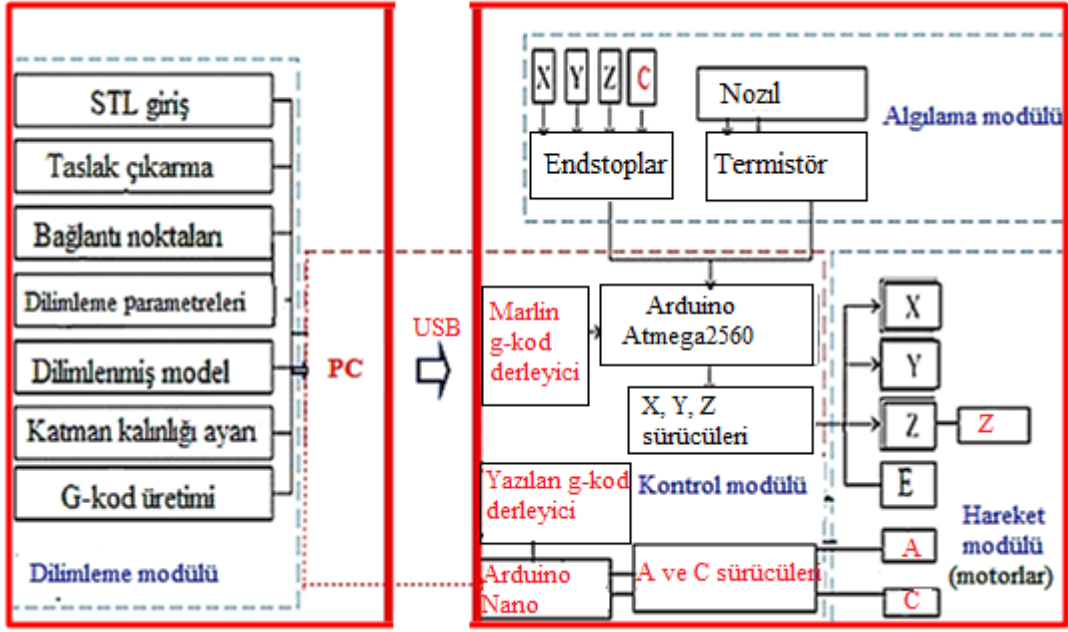 STL giriş
Taslak çıkarma
Bağlantı noktaları
Dilimleme parametreleri
Dilimlenmiş model
Katman kalınlığı ayarı
G-kod üretimi
Dilimleme modülü
PC
USB
X
Y
Z
C
Nozıl
Endstoplar
Termistör
Algılama modülü
Marlin
g-kod
derleyici
Arduino
Atmega2560
X, Y, Z
sürücüleri
Yazılan g-kod
derleyici
Kontrol modülü
Arduino
Nano
A ve C sürücüleri
X
Y
Z
Z
E
A
C
Hareket
modülü
(motorlar)